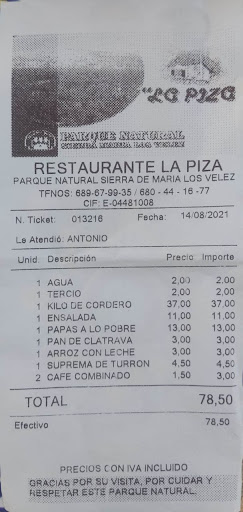 "LA PIZA
PARQUE NATURAL
SIERRA MARIA LOS VELEZ
RESTAURANTE LA PIZA
PARQUE NATURAL SIERRA DE MARIA LOS VELEZ
TFNOS: 689-67-99-35 / 680 - 44 - 16 -77
CIF: E-04481008
N. Ticket: 013216 Fecha: 14/08/2021
Le Atendió: ANTONIO
Unid. Descripción Precio Importe
1 AGUA 2,00 2,00
1 TERCIO 2,00 2,00
1 KILO DE CORDERO 37,00 37,00
1 ENSALADA 11,00 11,00
1 PAPAS A LO POBRE 13,00 13,00
1 PAN DE CLATRAVA 3,00 3,00
1 ARROZ CON LECHE 3,00 3,00
1 SUPREMA DE TURRON 4,50 4,50
2 CAFE COMBINADO 1,50 3,00
TOTAL 78,50
Efectivo 78,50
PRECIOS CON IVA INCLUIDO
GRACIAS POR SU VISITA, POR CUIDAR Y
RESPETAR ESTE PARQUE NATURAL.